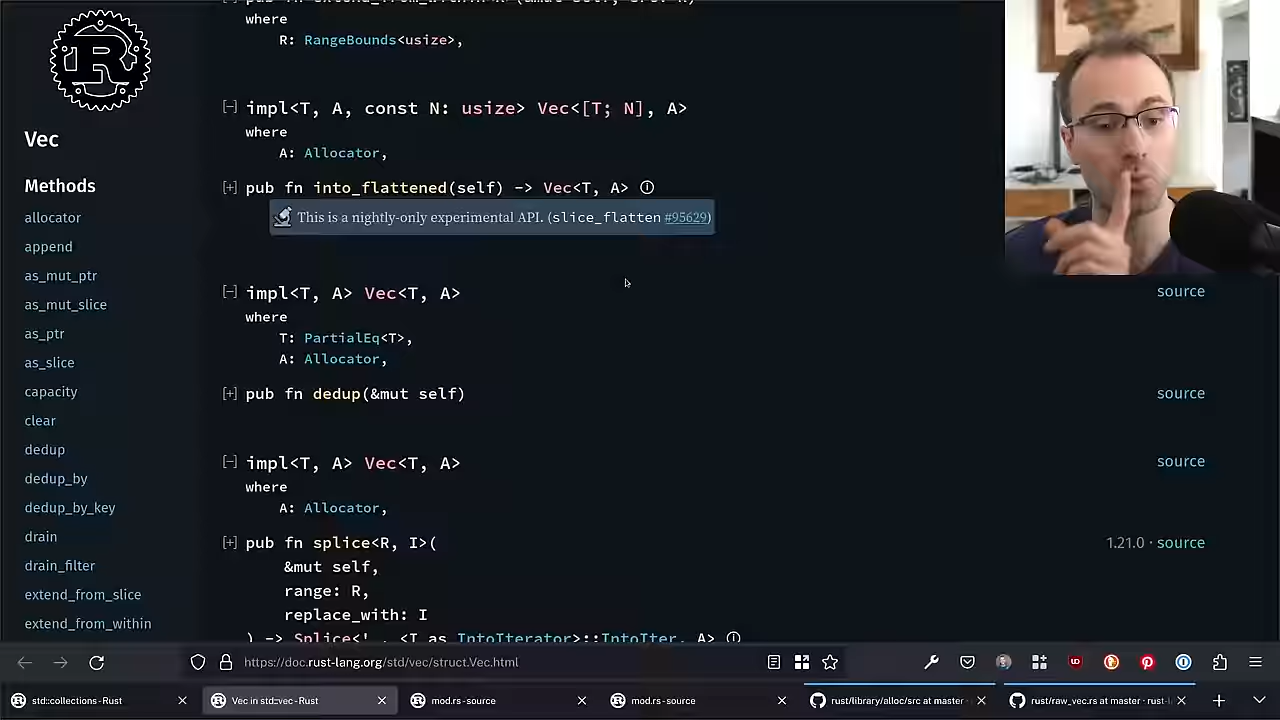 where
R: RangeBounds<usize>,
[−] impl<T, A, const N: usize> Vec<[T; N], A>
where
A: Allocator,
[+] pub fn into_flattened(self) -> Vec<T, A> ⓘ
This is a nightly-only experimental API. (slice_flatten #95629)
[−] impl<T, A> Vec<T, A>
source
where
T: PartialEq<T>,
A: Allocator,
[+] pub fn dedup(&mut self)
source
[−] impl<T, A> Vec<T, A>
source
where
A: Allocator,
[+] pub fn splice<R, I>(
1.21.0 · source
&mut self,
range: R,
replace_with: I
) -> Splice<'_, <I as IntoIterator>::IntoIter, A> ⓘ
R
Vec
Methods
allocator
append
as_mut_ptr
as_mut_slice
as_ptr
as_slice
capacity
clear
dedup
dedup_by
dedup_by_key
drain
drain_filter
extend_from_slice
extend_from_within
https://doc.rust-lang.org/std/vec/struct.Vec.html
std::collections - Rust
Vec in std::vec - Rust
mod.rs - source
mod.rs - source
rust/library/alloc/src at master ·
rust/raw_vec.rs at master · rust-l